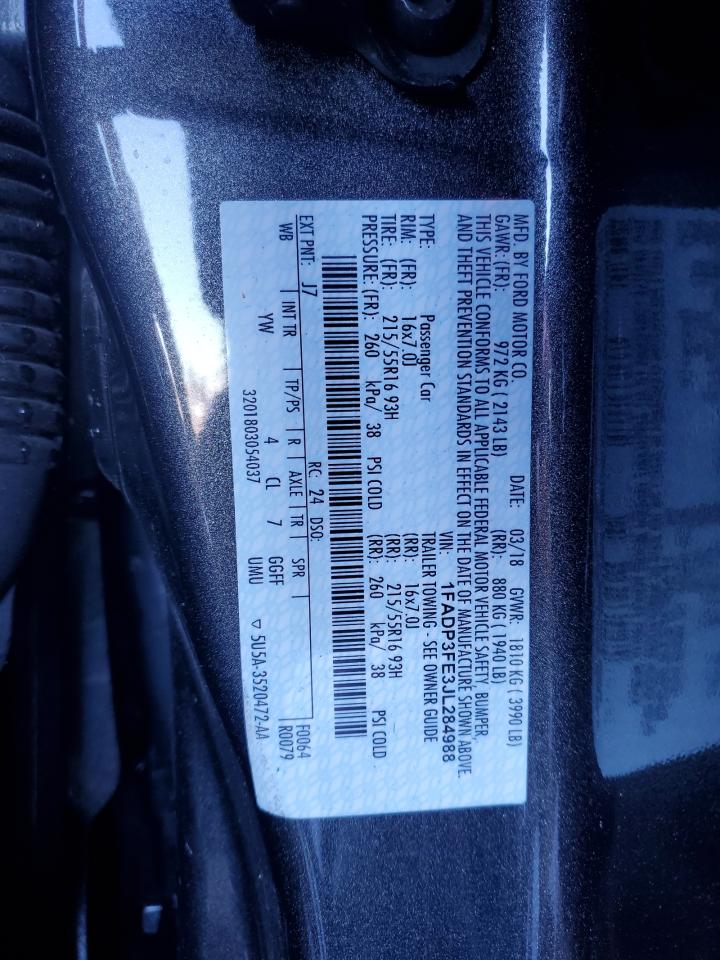 MFD. BY FORD MOTOR CO. DATE: 03/18 GVWR: 1810 KG ( 3990 LB)
GAWR: (FR): 972 KG ( 2143 LB) (RR): 880 KG ( 1940 LB)
THIS VEHICLE CONFORMS TO ALL APPLICABLE FEDERAL MOTOR VEHICLE SAFETY, BUMPER,
AND THEFT PREVENTION STANDARDS IN EFFECT ON THE DATE OF MANUFACTURE SHOWN ABOVE.
VIN: 1FADP3FE3JL284988
TYPE: Passenger Car TRAILER TOWING - SEE OWNER GUIDE
RIM: (FR): 16x7.0J (RR): 16x7.0J
TIRE: (FR): 215/55R16 93H (RR): 215/55R16 93H
PRESSURE: (FR): 260 kPa/ 38 PSI COLD (RR): 260 kPa/ 38 PSI COLD
EXT PNT: J7 RC: 24 DSO: F0064
WB | INT TR | TP/PS | R | AXLE | TR | SPR | R0079
YW 4 CL 7 GGFF
3201803054037 UMU ▽ 5U5A-3520472-AA